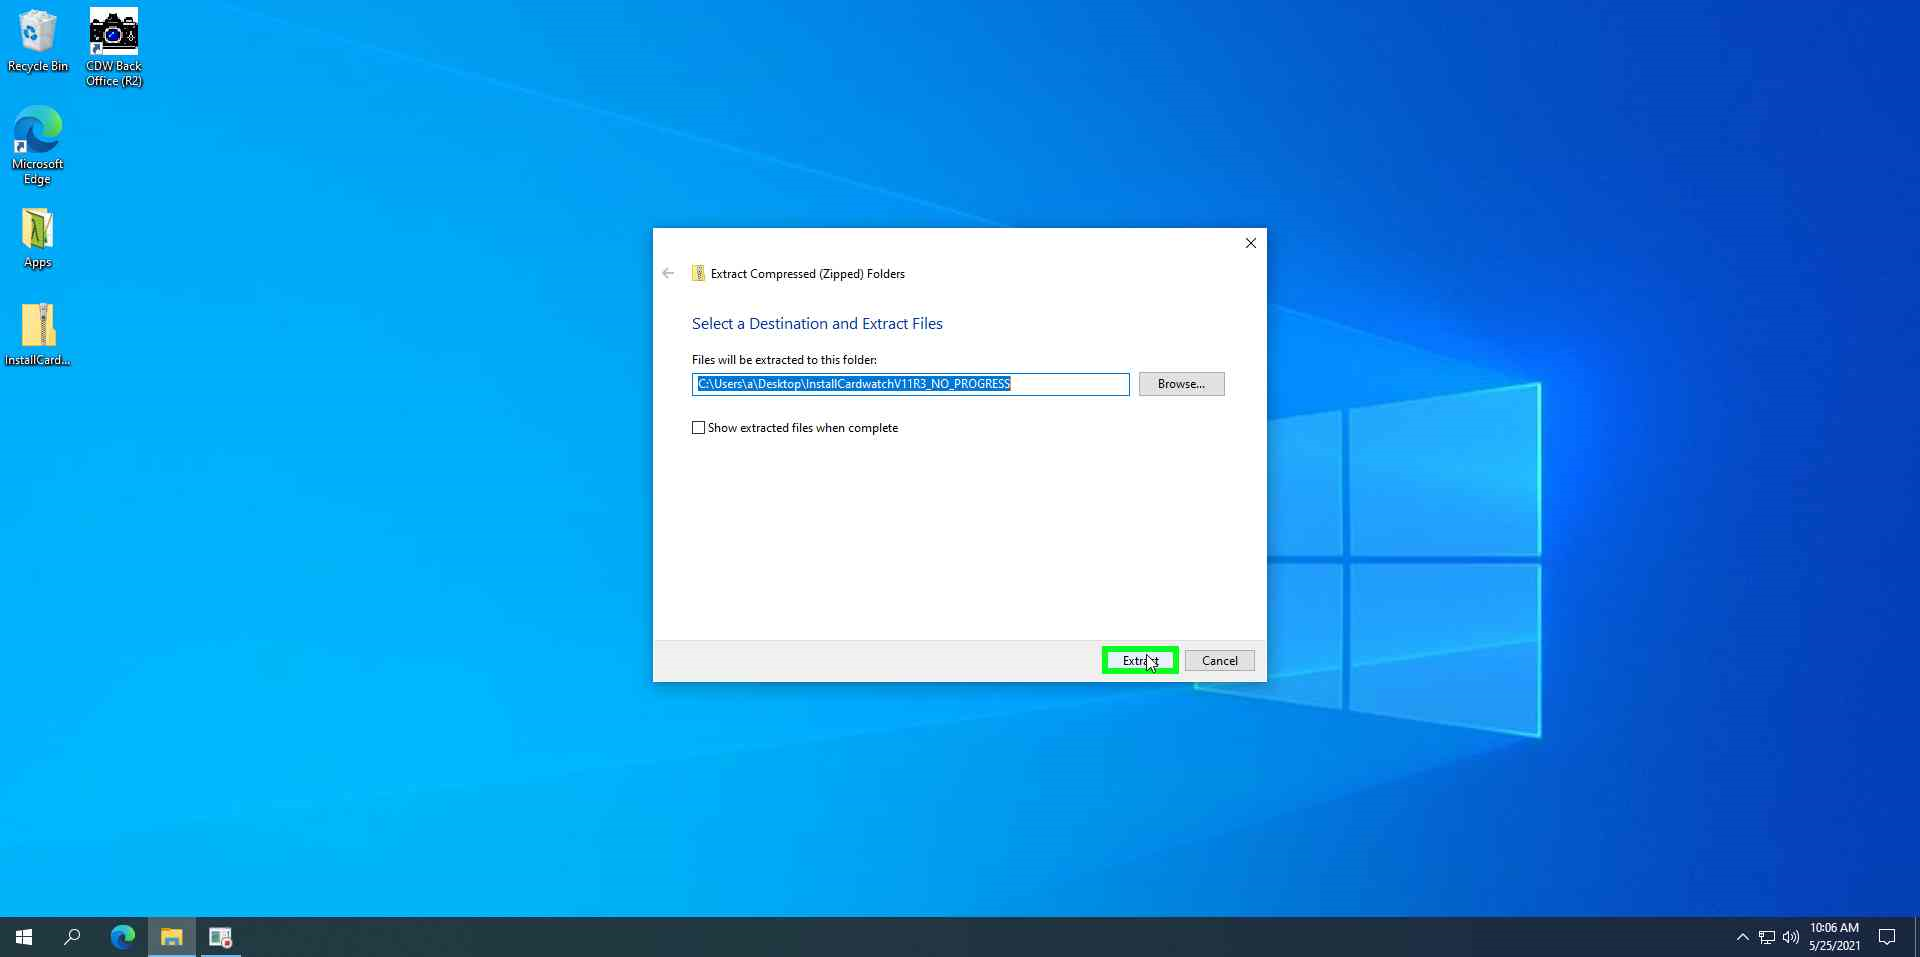 Recycle Bin
CDW Back
Office (R2)
Microsoft
Edge
Apps
InstallCard...
Extract Compressed (Zipped) Folders
Select a Destination and Extract Files
Files will be extracted to this folder:
C:\Users\a\Desktop\InstallCardwatchV11R3_NO_PROGRESS
Browse...
Show extracted files when complete
Extract
Cancel
10:06 AM
5/25/2021